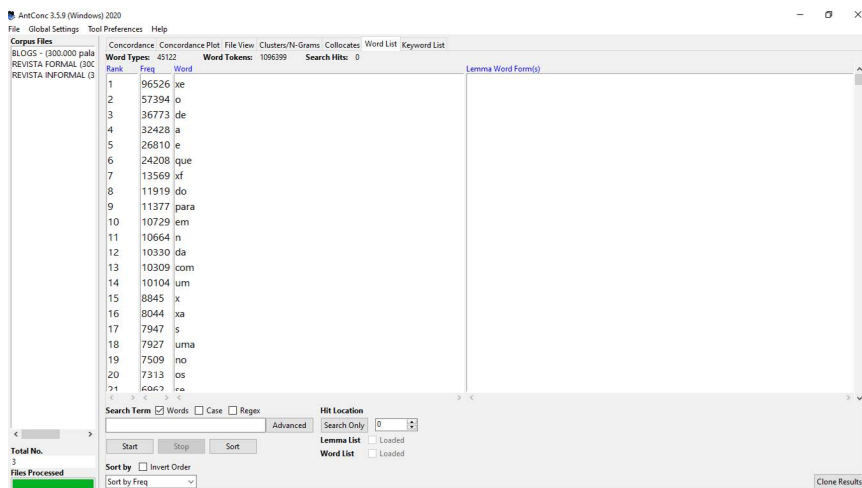 AntConc 3.5.9 (Windows) 2020
File Global Settings Tool Preferences Help
Corpus Files
BLOGS - (300.000 pala
REVISTA FORMAL (300
REVISTA INFORMAL (3
Concordance Concordance Plot File View Clusters/N-Grams Collocates Word List Keyword List
Word Types: 45122 Word Tokens: 1096399 Search Hits: 0
Rank Freq Word Lemma Word Form(s)
1 96526 xe
2 57394 o
3 36773 de
4 32428 a
5 26810 e
6 24208 que
7 13569 xf
8 11919 do
9 11377 para
10 10729 em
11 10664 n
12 10330 da
13 10309 com
14 10104 um
15 8845 x
16 8044 xa
17 7947 s
18 7927 uma
19 7509 no
20 7313 os
21 6962 se
Search Term Words Case Regex Hit Location
Advanced Search Only 0
Start Stop Sort Lemma List Loaded
Word List Loaded
Sort by Invert Order
Sort by Freq Clone Results
Total No.
3
Files Processed